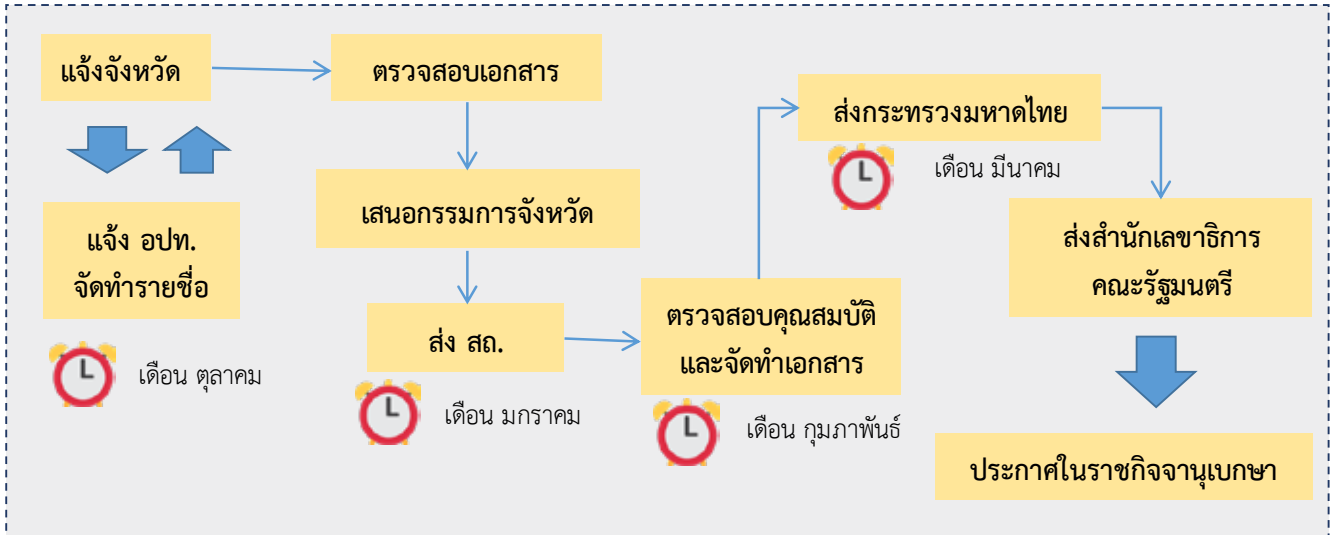 แจ้งจังหวัด
ตรวจสอบเอกสาร
แจ้ง อปท.
จัดทำรายชื่อ
เดือน ตุลาคม
เสนอกรรมการจังหวัด
ส่ง สถ.
เดือน มกราคม
ตรวจสอบคุณสมบัติ
และจัดทำเอกสาร
เดือน กุมภาพันธ์
ส่งกระทรวงมหาดไทย
เดือน มีนาคม
ส่งสำนักเลขาธิการ
คณะรัฐมนตรี
ประกาศในราชกิจจานุเบกษา